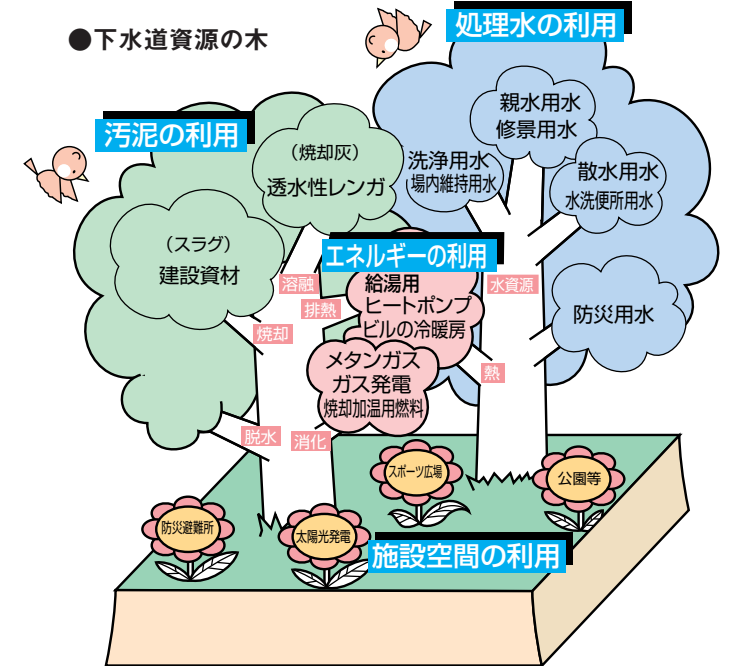 ●下水道資源の木
処理水の利用
汚泥の利用
親水用水
修景用水
(焼却灰)
透水性レンガ
洗浄用水
場内維持用水
散水用水
水洗便所用水
(スラグ)
建設資材
エネルギーの利用
溶融
給湯用
ヒートポンプ
ビルの冷暖房
水資源
排熱
焼却
防災用水
メタンガス
ガス発電
焼却加温用燃料
熱
脱水
消化
スポーツ広場
公園等
防災避難所
太陽光発電
施設空間の利用